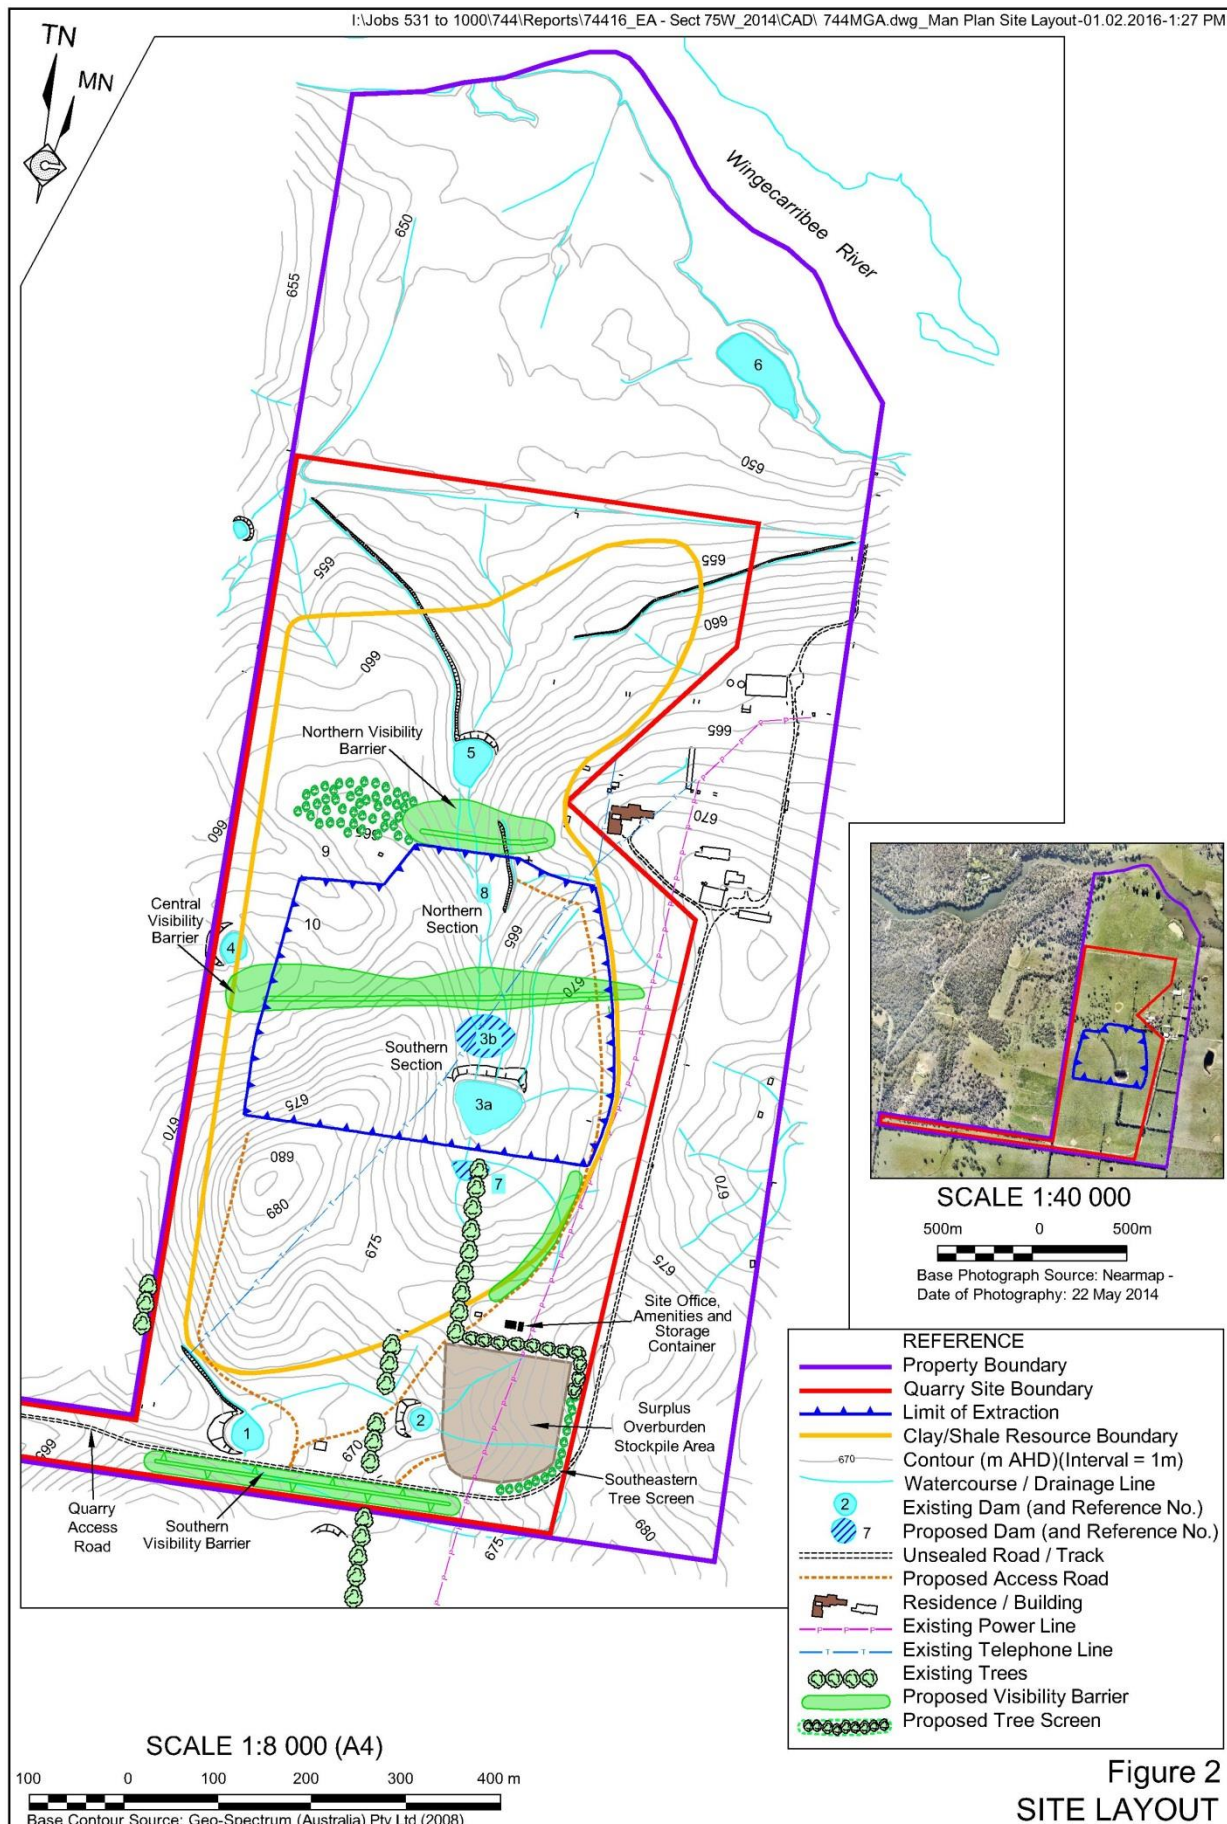 I:\Jobs 531 to 1000\744\Reports\74416_EA - Sect 75W_2014\CAD\ 744MGA.dwg_Man Plan Site Layout-01.02.2016-1:27 PM
TN
MN
Wingecarribee River
650
655
6
650
655
655
660
660
665
Northern Visibility
Barrier
5
670
660
665
9
8
Central
Visibility
Barrier
Northern
Section
665
10
4
670
3b
Southern
Section
3a
675
670
680
7
670
689
675
675
Site Office,
Amenities and
Storage
Container
Surplus
Overburden
Stockpile Area
2
1
670
669
Southeastern
Tree Screen
Quarry
Access
Road
Southern
Visibility Barrier
675
680
SCALE 1:40 000
500m 0 500m
Base Photograph Source: Nearmap -
Date of Photography: 22 May 2014
REFERENCE
Property Boundary
Quarry Site Boundary
Limit of Extraction
Clay/Shale Resource Boundary
670 Contour (m AHD)(Interval = 1m)
Watercourse / Drainage Line
2 Existing Dam (and Reference No.)
7 Proposed Dam (and Reference No.)
Unsealed Road / Track
Proposed Access Road
Residence / Building
P P P Existing Power Line
T T Existing Telephone Line
Existing Trees
Proposed Visibility Barrier
Proposed Tree Screen
SCALE 1:8 000 (A4)
100 0 100 200 300 400 m
Base Contour Source: Geo-Spectrum (Australia) Pty Ltd (2008)
Figure 2
SITE LAYOUT